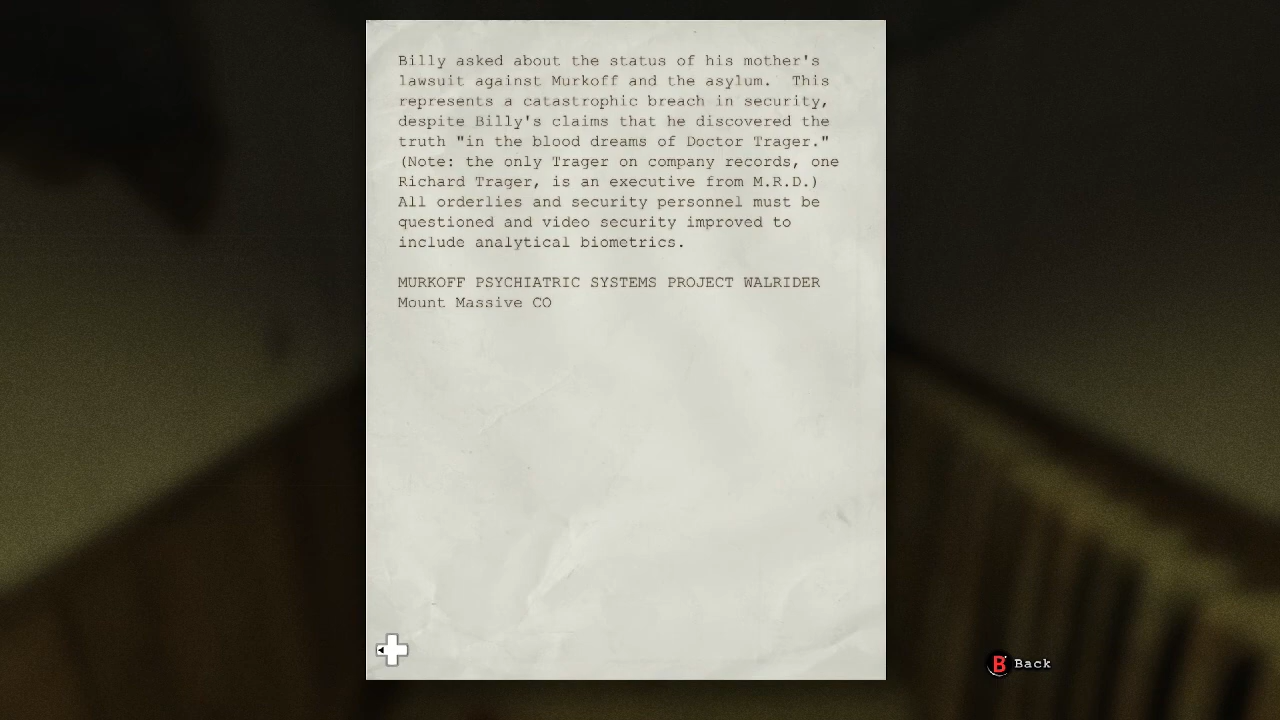 Billy asked about the status of his mother's
lawsuit against Murkoff and the asylum.  This
represents a catastrophic breach in security,
despite Billy's claims that he discovered the
truth "in the blood dreams of Doctor Trager."
(Note: the only Trager on company records, one
Richard Trager, is an executive from M.R.D.)
All orderlies and security personnel must be
questioned and video security improved to
include analytical biometrics.
MURKOFF PSYCHIATRIC SYSTEMS PROJECT WALRIDER
Mount Massive CO
B Back